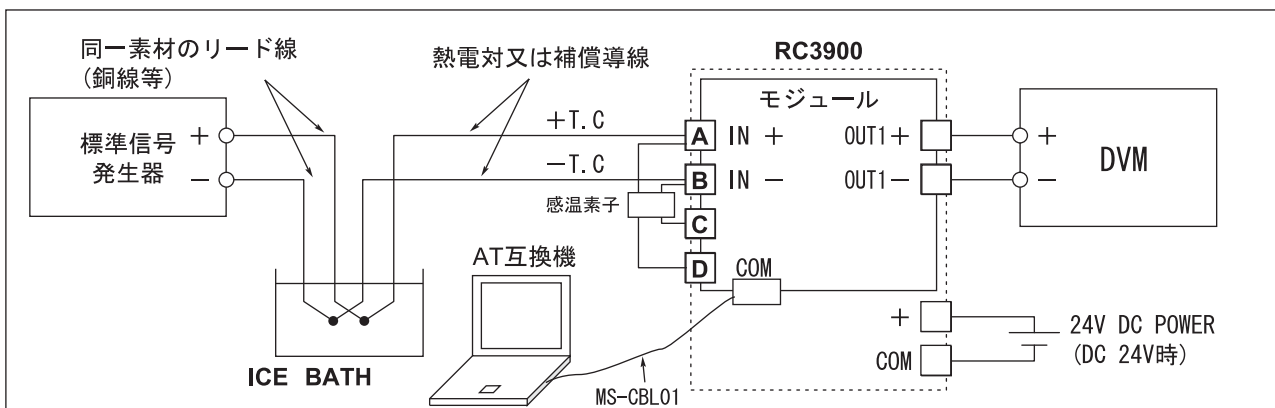 同一素材のリード線
(銅線等)
標準信号
発生器
+
−
熱電対又は補償導線
+T.C
−T.C
感温素子
ICE BATH
AT互換機
MS-CBL01
RC3900
モジュール
A IN +
B IN −
C
D
COM
OUT1+
OUT1−
+
−
DVM
+
COM
24V DC POWER
(DC 24V時)